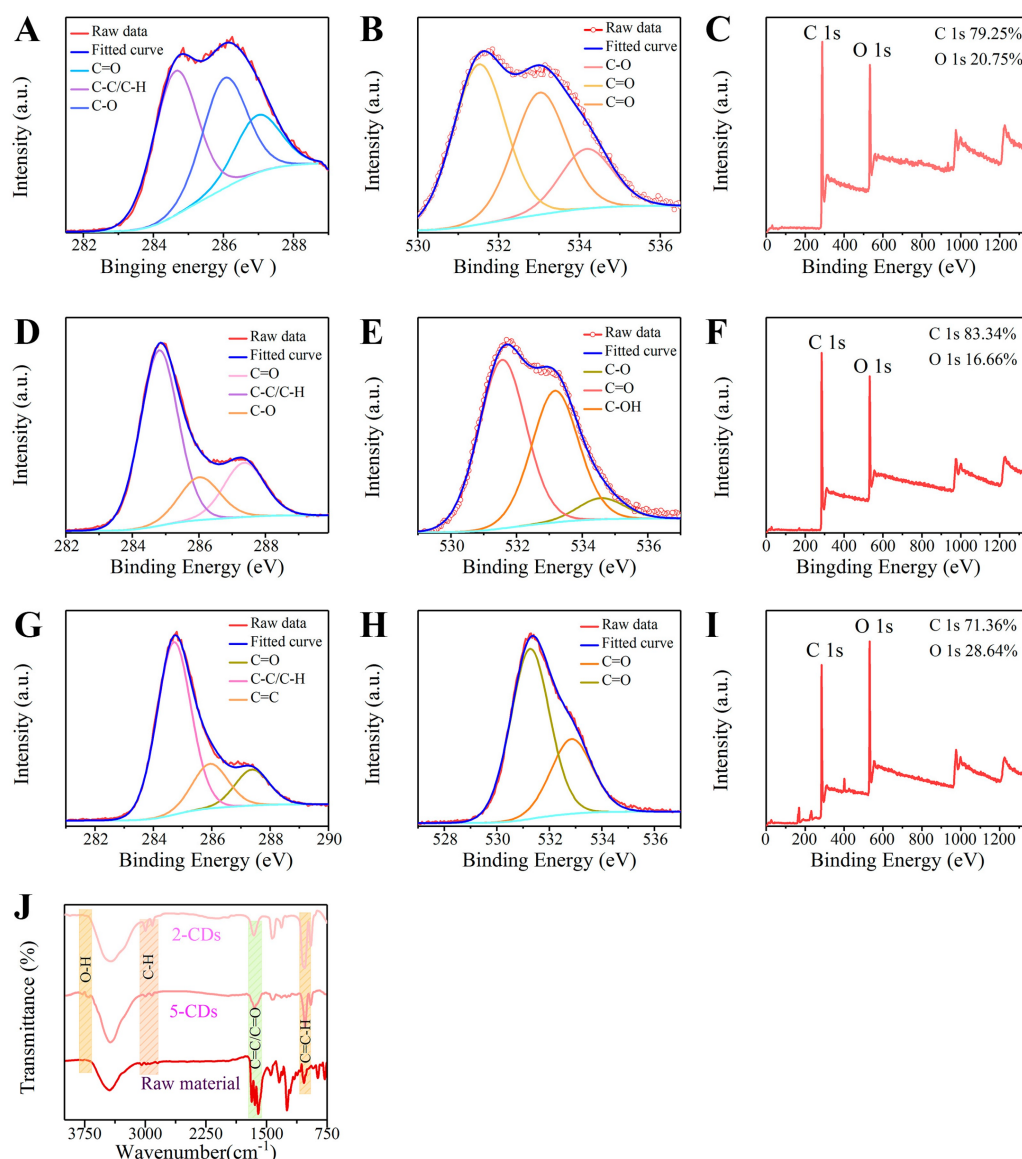 A
Raw data
Fitted curve
C=O
C-C/C-H
C-O
Intensity (a.u.)
282 284 286 288
Binging energy (eV )
B
Raw data
Fitted curve
C-O
C=O
C=O
Intensity (a.u.)
530 532 534 536
Binding Energy (eV)
C
C 1s
O 1s
C 1s 79.25%
O 1s 20.75%
Intensity (a.u.)
0 200 400 600 800 1000 1200
Binding Energy (eV)
D
Raw data
Fitted curve
C=O
C-C/C-H
C-O
Intensity (a.u.)
282 284 286 288
Binding Energy (eV)
E
Raw data
Fitted curve
C-O
C=O
C-OH
Intensity (a.u.)
530 532 534 536
Binding Energy (eV)
F
C 1s
O 1s
C 1s 83.34%
O 1s 16.66%
Intensity (a.u.)
0 200 400 600 800 1000 1200
Bingding Energy (eV)
G
Raw data
Fitted curve
C=O
C-C/C-H
C=C
Intensity (a.u.)
282 284 286 288 290
Binding Energy (eV)
H
Raw data
Fitted curve
C=O
C=O
Intensity (a.u.)
528 530 532 534 536
Binding Energy (eV)
I
C 1s
O 1s
C 1s 71.36%
O 1s 28.64%
Intensity (a.u.)
0 200 400 600 800 1000 1200
Binding Energy (eV)
J
Transmittance (%)
O-H
C-H
C=C/C=O
C=C-H
2-CDs
5-CDs
Raw material
3750 3000 2250 1500 750
Wavenumber(cm⁻¹)